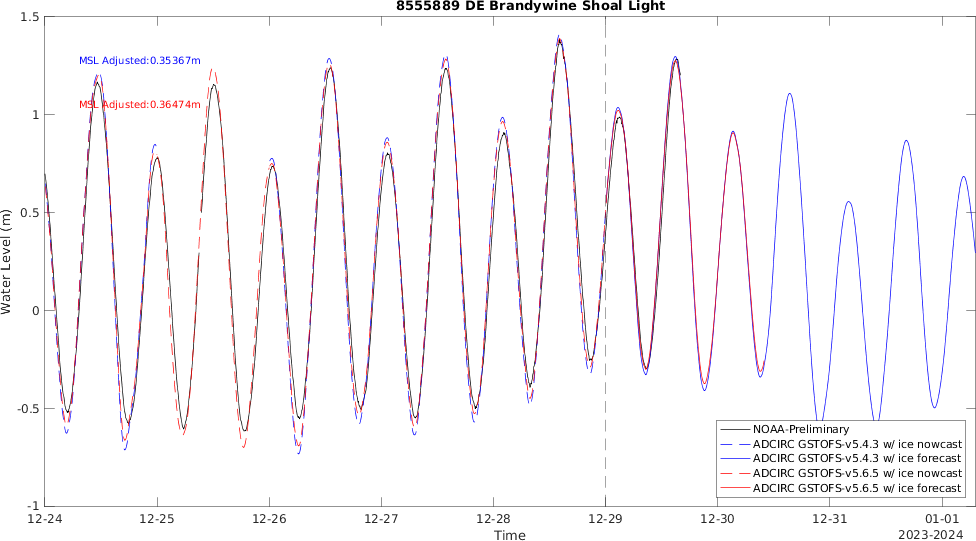 8555889 DE Brandywine Shoal Light
1.5
MSL Adjusted:0.35367m
MSL Adjusted:0.36474m
1
0.5
0
-0.5
-1
Water Level (m)
NOAA-Preliminary
ADCIRC GSTOFS-v5.4.3 w/ ice nowcast
ADCIRC GSTOFS-v5.4.3 w/ ice forecast
ADCIRC GSTOFS-v5.6.5 w/ ice nowcast
ADCIRC GSTOFS-v5.6.5 w/ ice forecast
12-24 12-25 12-26 12-27 12-28 12-29 12-30 12-31 01-01
Time
2023-2024